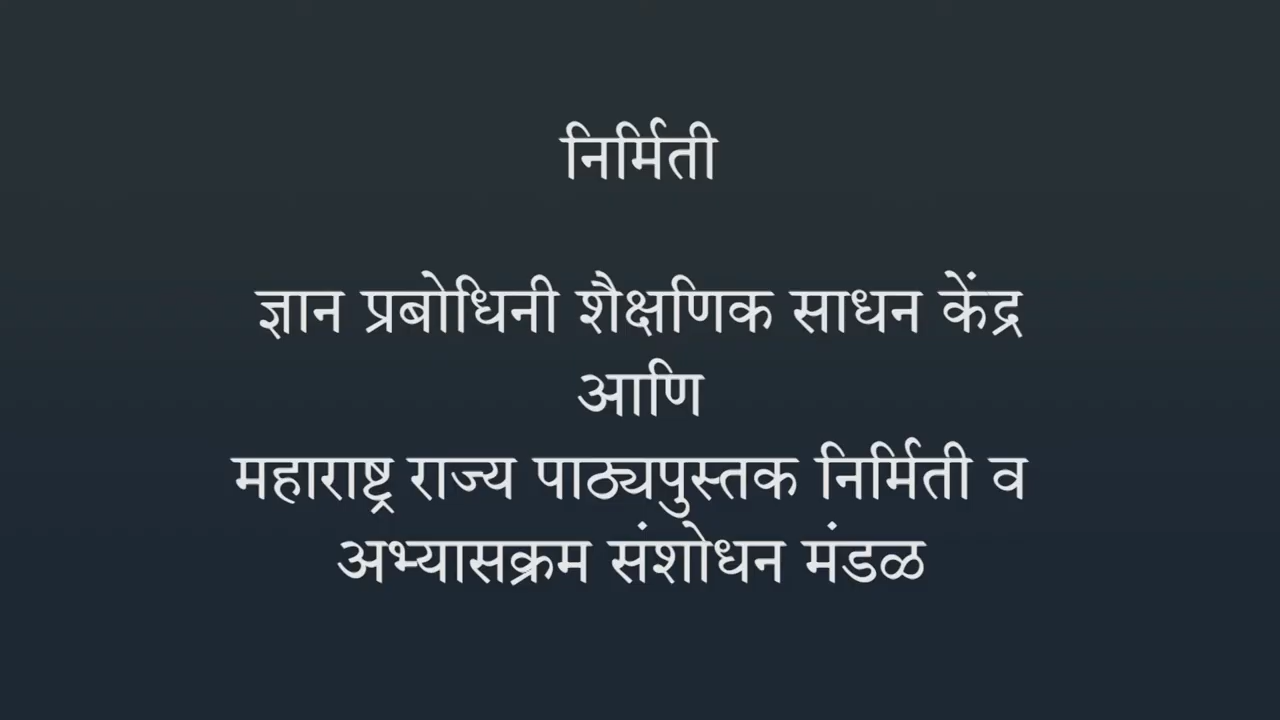 निर्मिती
ज्ञान प्रबोधिनी शैक्षणिक साधन केंद्र
आणि
महाराष्ट्र राज्य पाठ्यपुस्तक निर्मिती व
अभ्यासक्रम संशोधन मंडळ